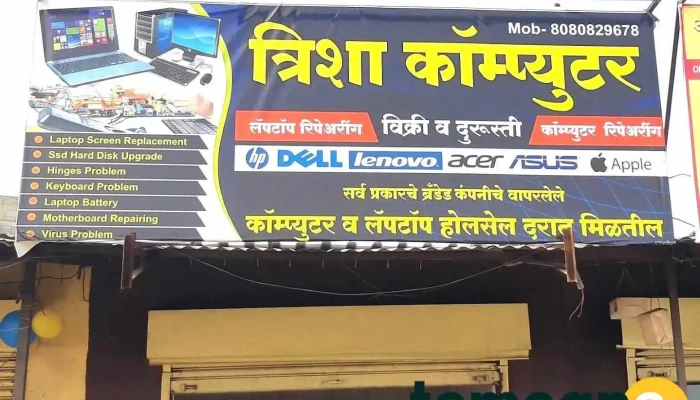 Mob- 8080829678
त्रिशा कॉम्प्युटर
लॅपटॉप रिपेअरींग विक्री व दुरूस्ती कॉम्प्युटर रिपेअरींग
hp DELL lenovo acer ASUS Apple
सर्व प्रकारचे ब्रँडेड कंपनीचे वापरलेले
कॉम्प्युटर व लॅपटॉप होलसेल दरात मिळतील
Laptop Screen Replacement
Ssd Hard Disk Upgrade
Hinges Problem
Keyboard Problem
Laptop Battery
Motherboard Repairing
Virus Problem